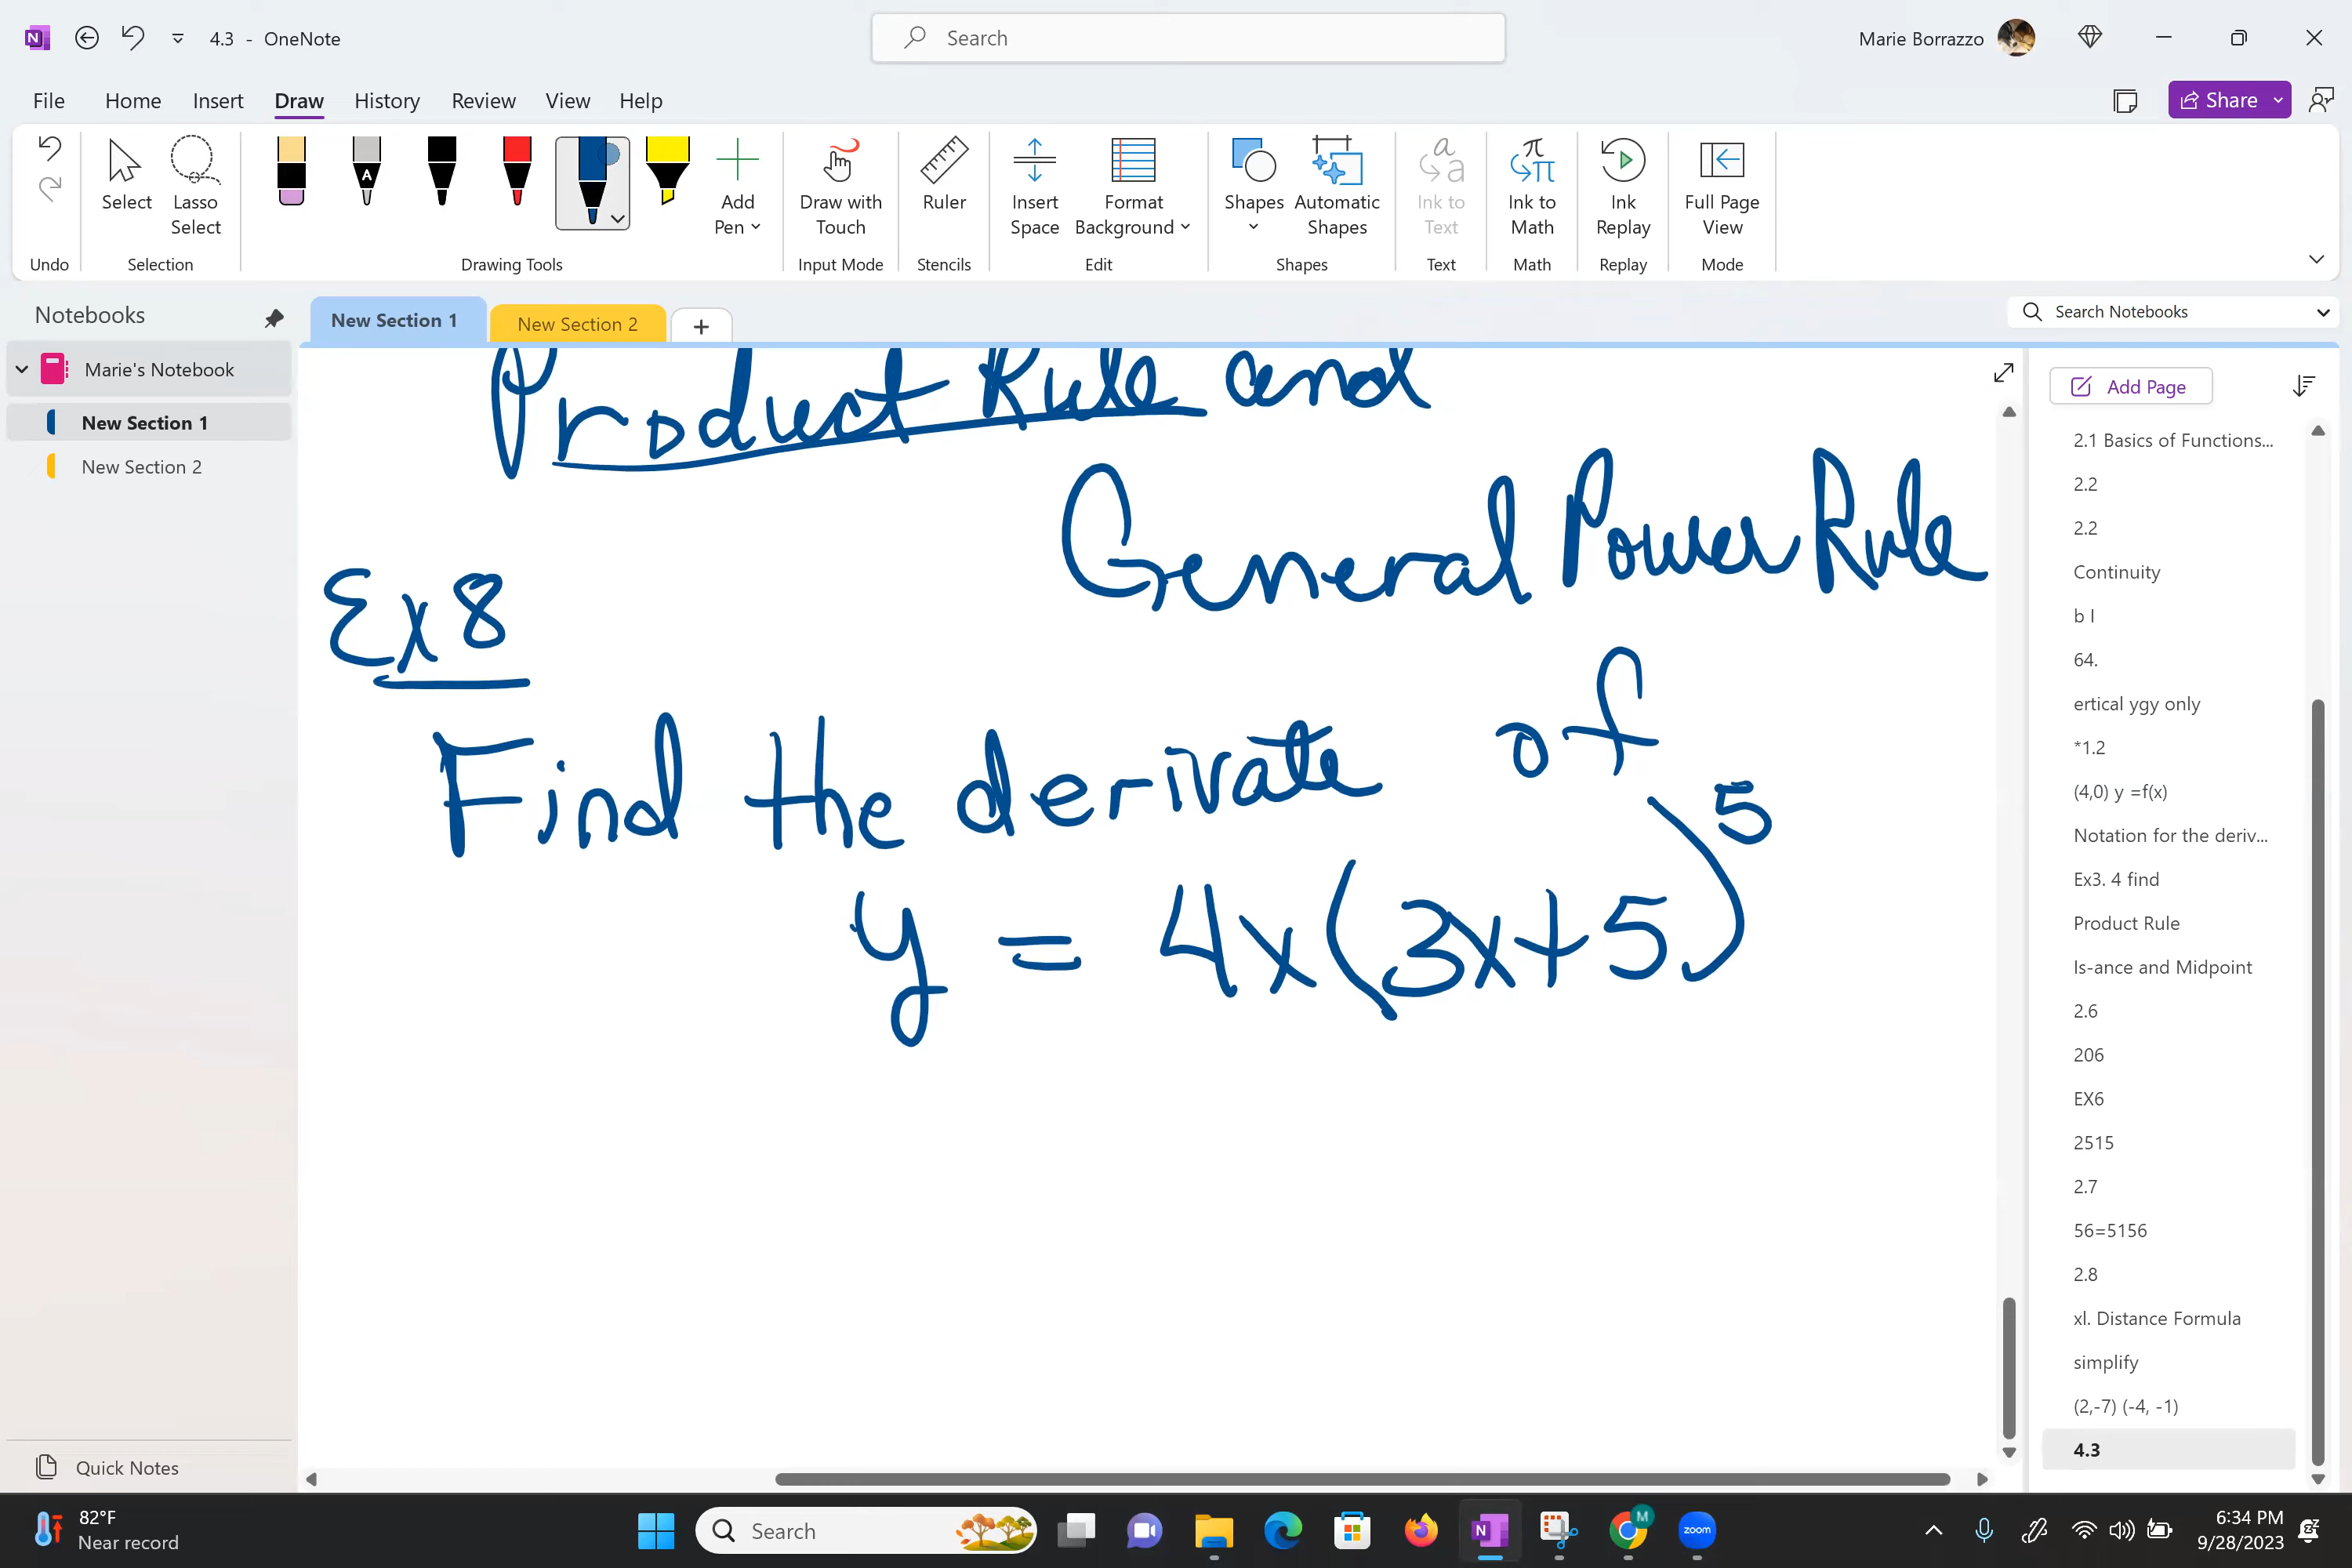 4.3 - OneNote
Search
Marie Borrazzo
File Home Insert Draw History Review View Help
Share
Select
Lasso Select
A
Add Pen
Draw with Touch
Ruler
Insert Space
Format Background
Shapes
Automatic Shapes
Ink to Text
Ink to Math
Ink Replay
Full Page View
Undo Selection Drawing Tools Input Mode Stencils Edit Shapes Text Math Replay Mode
Notebooks
New Section 1
New Section 2
+
Search Notebooks
Marie's Notebook
New Section 1
New Section 2
Quick Notes
Product Rule and
General Power Rule
Ex 8
Find the derivate of
y = 4x(3x+5)^5
Add Page
2.1 Basics of Functions...
2.2
2.2
Continuity
b I
64.
ertical ygy only
*1.2
(4,0) y =f(x)
Notation for the deriv...
Ex3. 4 find
Product Rule
Is-ance and Midpoint
2.6
206
EX6
2515
2.7
56=5156
2.8
xl. Distance Formula
simplify
(2,-7) (-4, -1)
4.3
82°F
Near record
Search
M
zoom
6:34 PM
9/28/2023